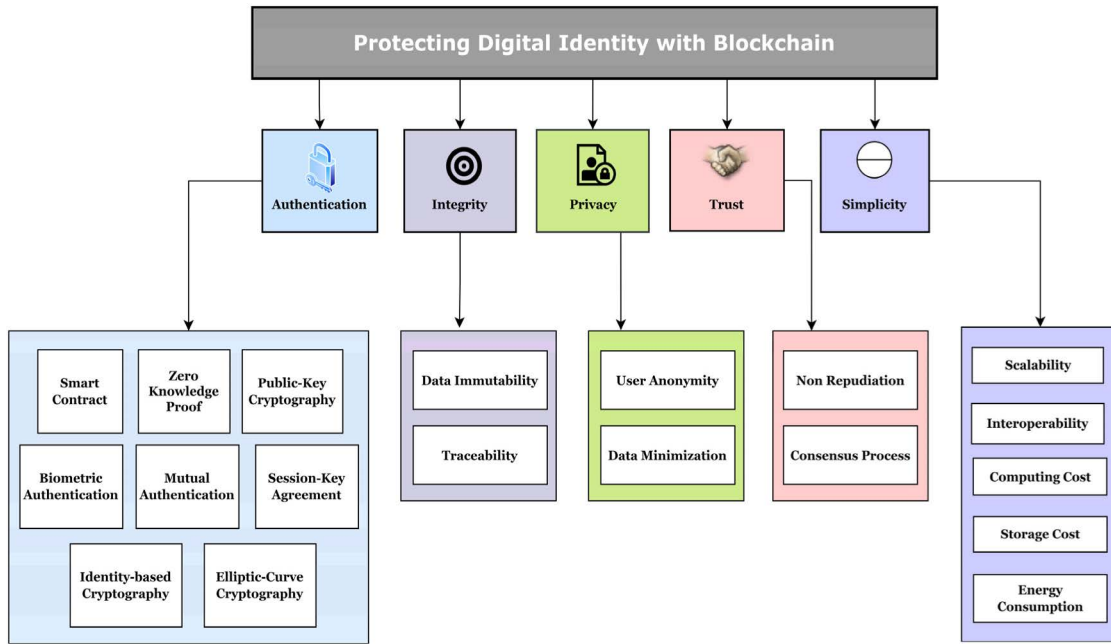 Protecting Digital Identity with Blockchain
Authentication
Integrity
Privacy
Trust
Simplicity
Smart
Contract
Zero
Knowledge
Proof
Public-Key
Cryptography
Biometric
Authentication
Mutual
Authentication
Session-Key
Agreement
Identity-based
Cryptography
Elliptic-Curve
Cryptography
Data Immutability
Traceability
User Anonymity
Data Minimization
Non Repudiation
Consensus Process
Scalability
Interoperability
Computing Cost
Storage Cost
Energy
Consumption